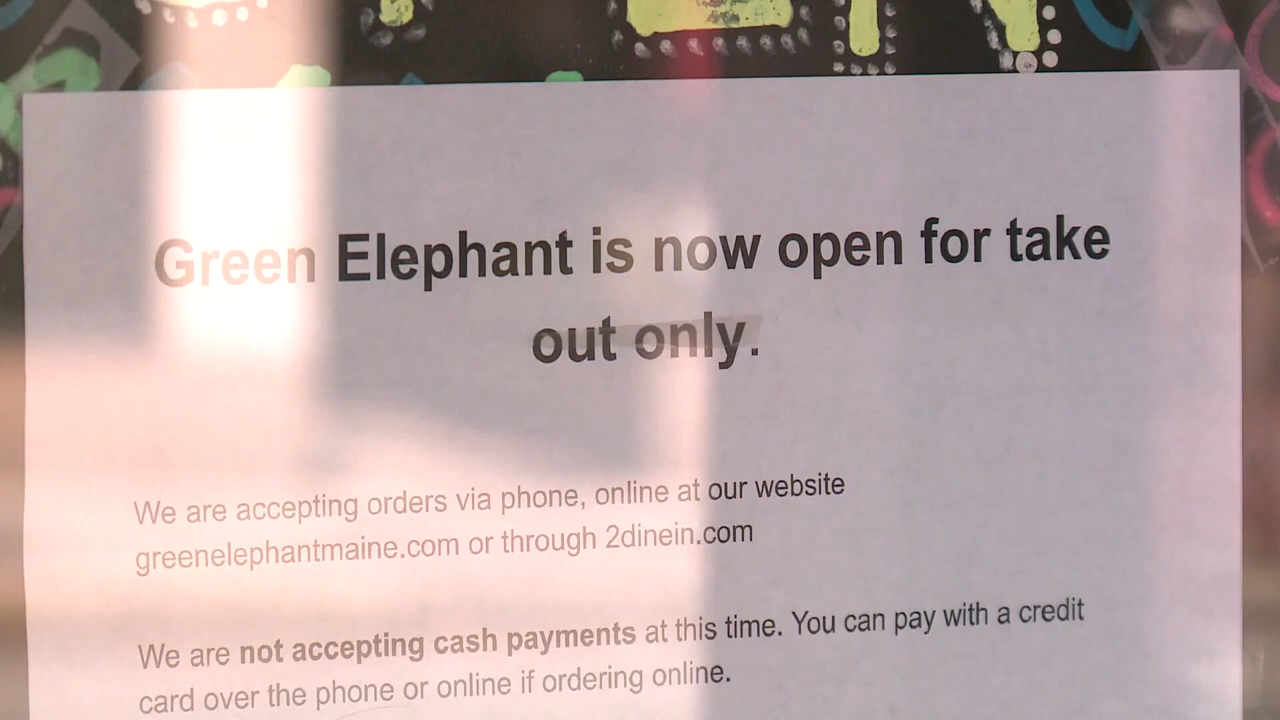 Green Elephant is now open for take
out only.
We are accepting orders via phone, online at our website
greenelephantmaine.com or through 2dinein.com
We are not accepting cash payments at this time. You can pay with a credit
card over the phone or online if ordering online.